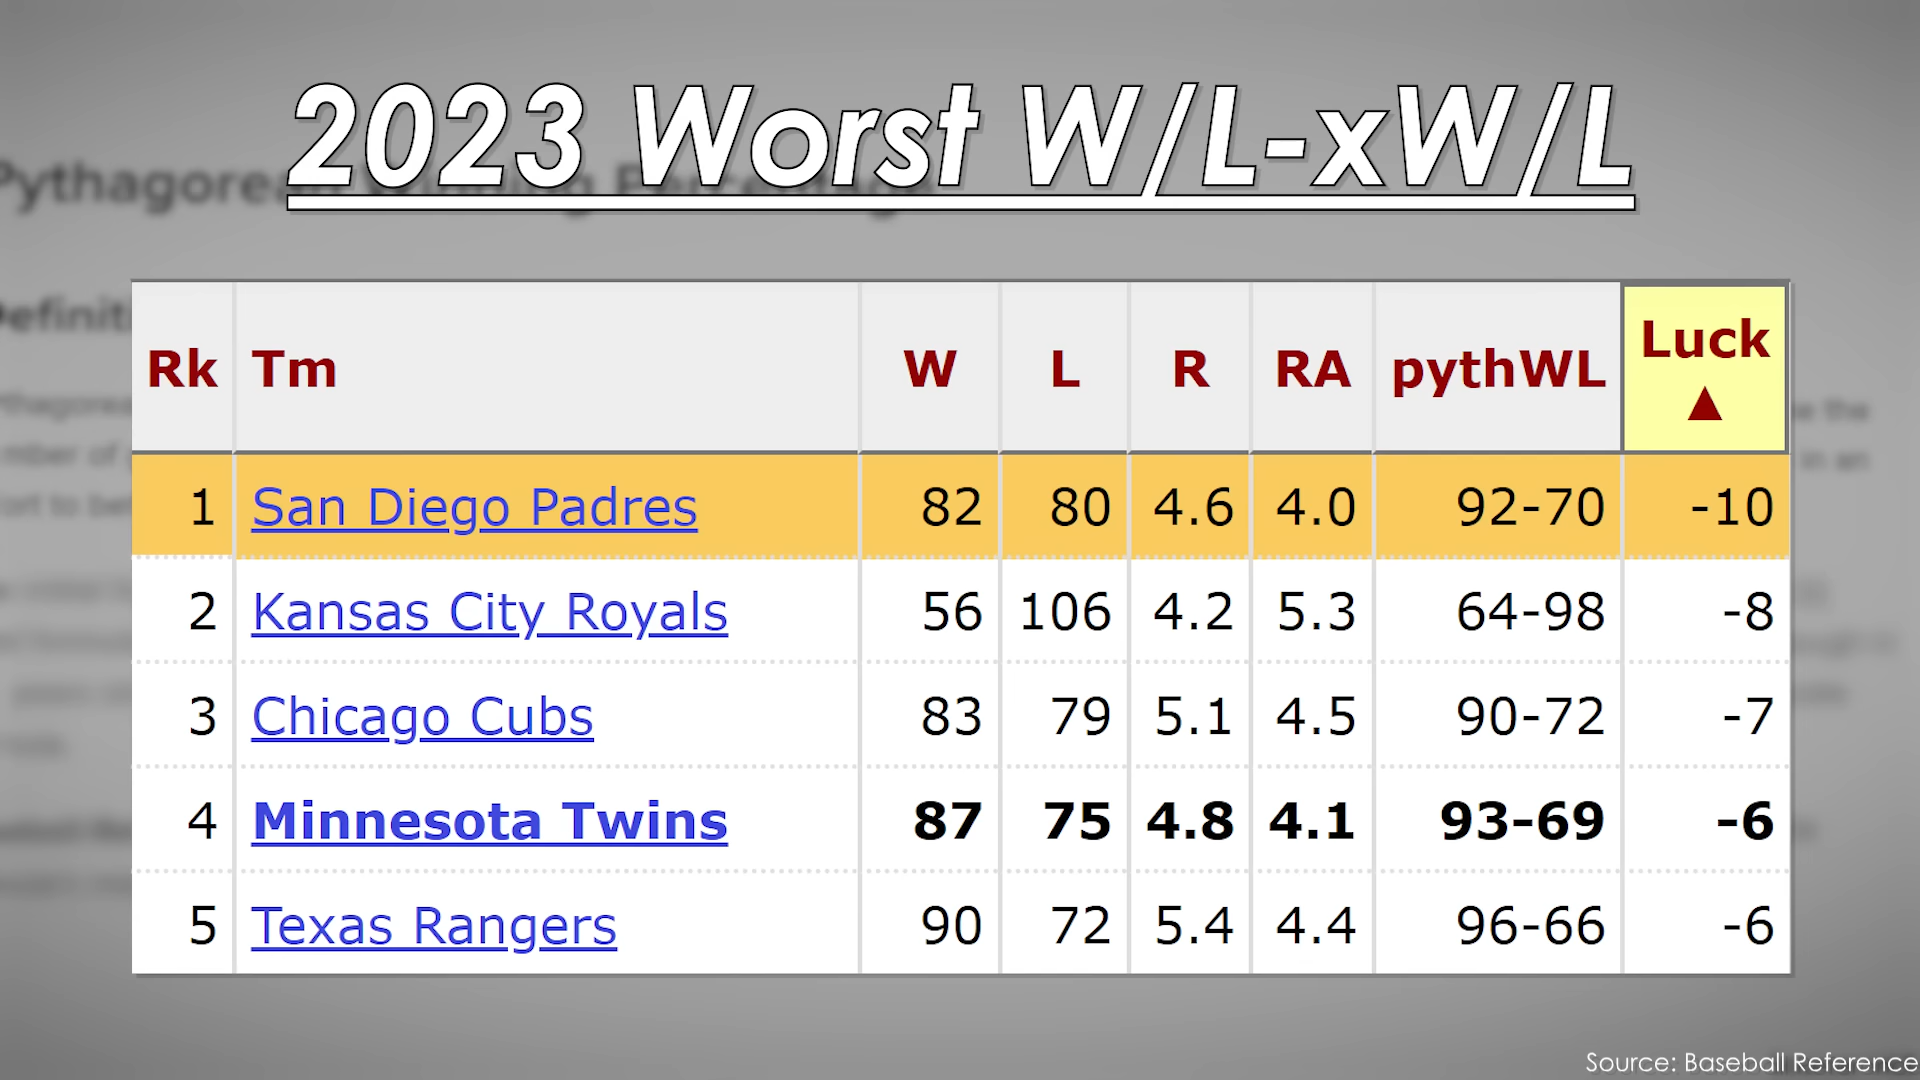 2023 Worst W/L-xW/L
Pythagorean Winning Percentage
Rk Tm W L R RA pythWL Luck ▲
1 San Diego Padres 82 80 4.6 4.0 92-70 -10
2 Kansas City Royals 56 106 4.2 5.3 64-98 -8
3 Chicago Cubs 83 79 5.1 4.5 90-72 -7
4 Minnesota Twins 87 75 4.8 4.1 93-69 -6
5 Texas Rangers 90 72 5.4 4.4 96-66 -6
Source: Baseball Reference